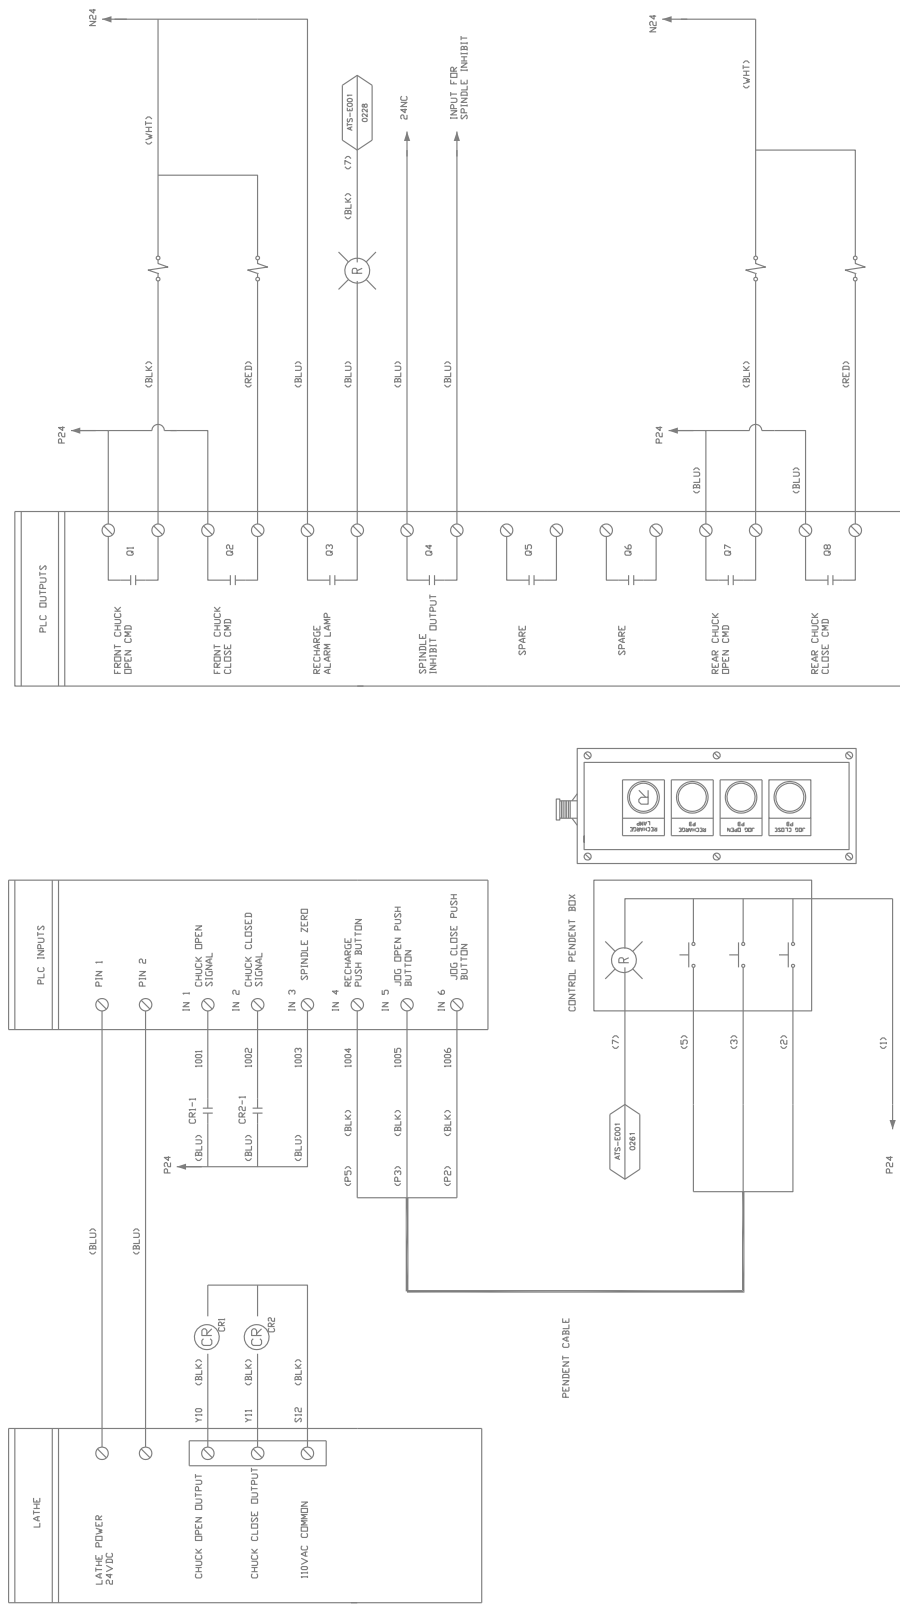 LATHE
LATHE POWER
24VDC
CHUCK OPEN OUTPUT
CHUCK CLOSE OUTPUT
110VAC COMMON
Y10
(BLK)
CR
CR1
Y11
(BLK)
CR
CR2
S12
(BLK)
(BLU)
(BLU)
PLC INPUTS
PIN 1
PIN 2
P24
(BLU)
CR1-1
1001
IN 1
CHUCK OPEN
SIGNAL
(BLU)
CR2-1
1002
IN 2
CHUCK CLOSED
SIGNAL
(BLU)
1003
IN 3
SPINDLE ZERO
(P5)
(BLK)
1004
IN 4
RECHARGE
PUSH BUTTON
(P3)
(BLK)
1005
IN 5
JOG OPEN PUSH
BUTTON
(P2)
(BLK)
1006
IN 6
JOG CLOSE PUSH
BUTTON
PENDENT CABLE
CONTROL PENDENT BOX
ATS-E001
0261
(7)
R
(5)
(3)
(2)
P24
(1)
R
RECHARGE
LAMP
RECHARGE
PB
JOG OPEN
PB
JOG CLOSE
PB
PLC OUTPUTS
FRONT CHUCK
OPEN CMD
Q1
P24
(BLK)
(WHT)
N24
FRONT CHUCK
CLOSE CMD
Q2
(RED)
RECHARGE
ALARM LAMP
Q3
(BLU)
(BLU)
R
(BLK)
(7)
ATS-E001
0228
SPINDLE
INHIBIT OUTPUT
Q4
(BLU)
24NC
(BLU)
INPUT FOR
SPINDLE INHIBIT
SPARE
Q5
SPARE
Q6
REAR CHUCK
OPEN CMD
Q7
(BLU)
P24
(BLK)
(WHT)
N24
REAR CHUCK
CLOSE CMD
Q8
(BLU)
(RED)